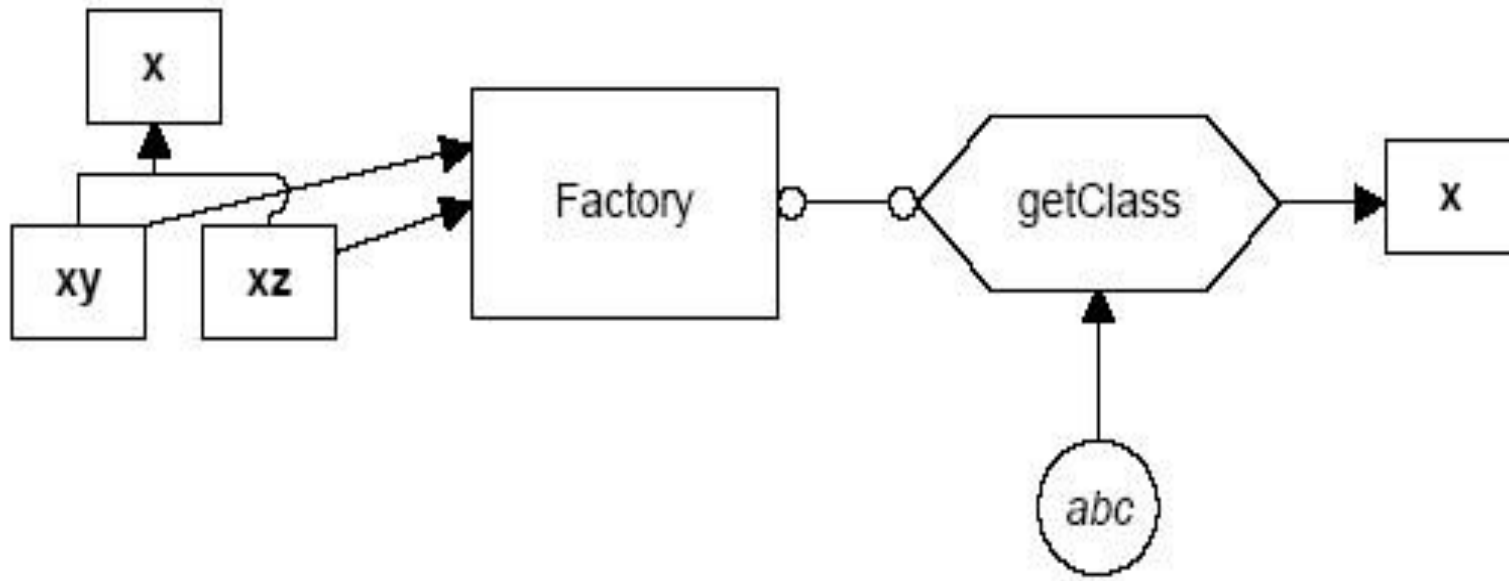 x
xy
xz
Factory
getClass
x
abc